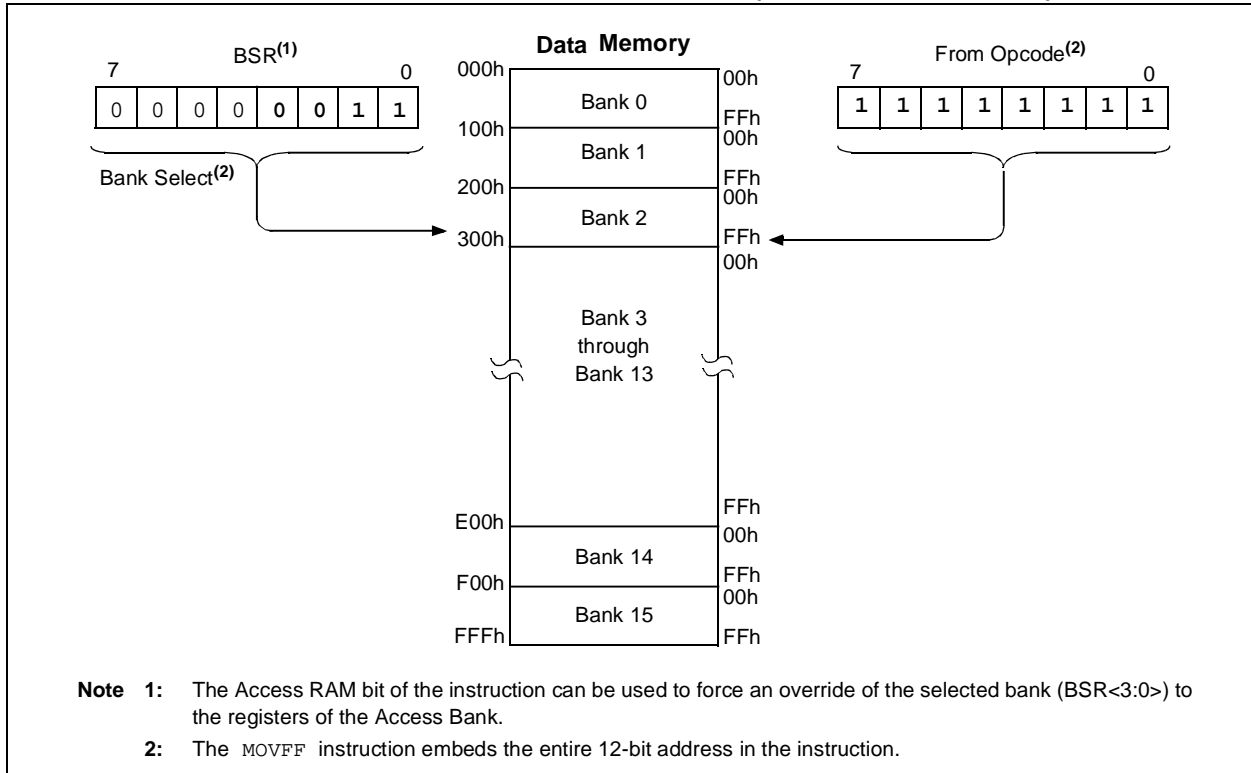 Data Memory
BSR(1)
7 0
0 0 0 0 0 0 1 1
Bank Select(2)
From Opcode(2)
7 0
1 1 1 1 1 1 1 1
000h
00h
Bank 0
FFh
100h
00h
Bank 1
FFh
200h
00h
Bank 2
FFh
300h
00h
Bank 3
through
Bank 13
FFh
E00h
00h
Bank 14
FFh
F00h
00h
Bank 15
FFFh
FFh
Note 1: The Access RAM bit of the instruction can be used to force an override of the selected bank (BSR<3:0>) to
the registers of the Access Bank.
2: The MOVFF instruction embeds the entire 12-bit address in the instruction.